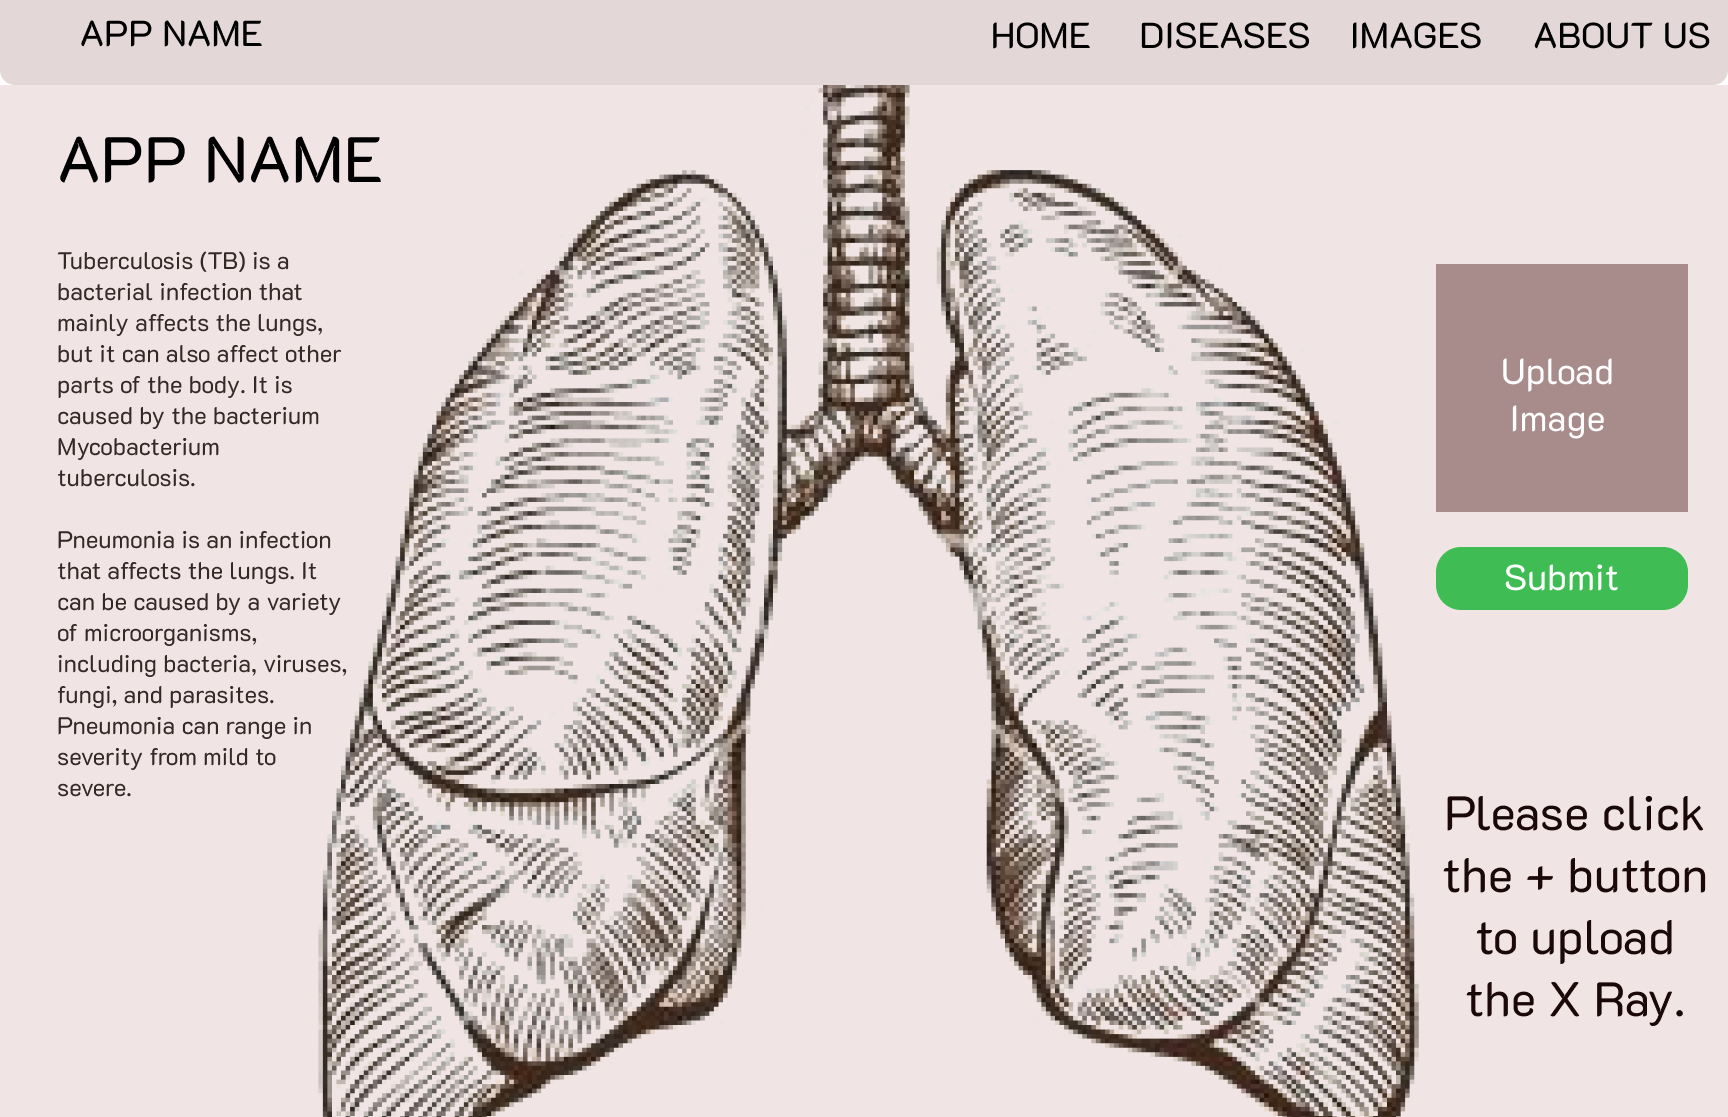 APP NAME
HOME
DISEASES
IMAGES
ABOUT US
APP NAME
Tuberculosis (TB) is a
bacterial infection that
mainly affects the lungs,
but it can also affect other
parts of the body. It is
caused by the bacterium
Mycobacterium
tuberculosis.
Pneumonia is an infection
that affects the lungs. It
can be caused by a variety
of microorganisms,
including bacteria, viruses,
fungi, and parasites.
Pneumonia can range in
severity from mild to
severe.
Upload
Image
Submit
Please click
the + button
to upload
the X Ray.